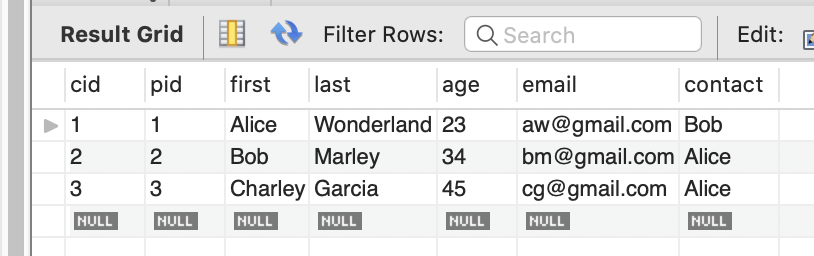 Result Grid Filter Rows: Search Edit:
cid pid first last age email contact
1 1 Alice Wonderland 23 aw@gmail.com Bob
2 2 Bob Marley 34 bm@gmail.com Alice
3 3 Charley Garcia 45 cg@gmail.com Alice
NULL NULL NULL NULL NULL NULL NULL